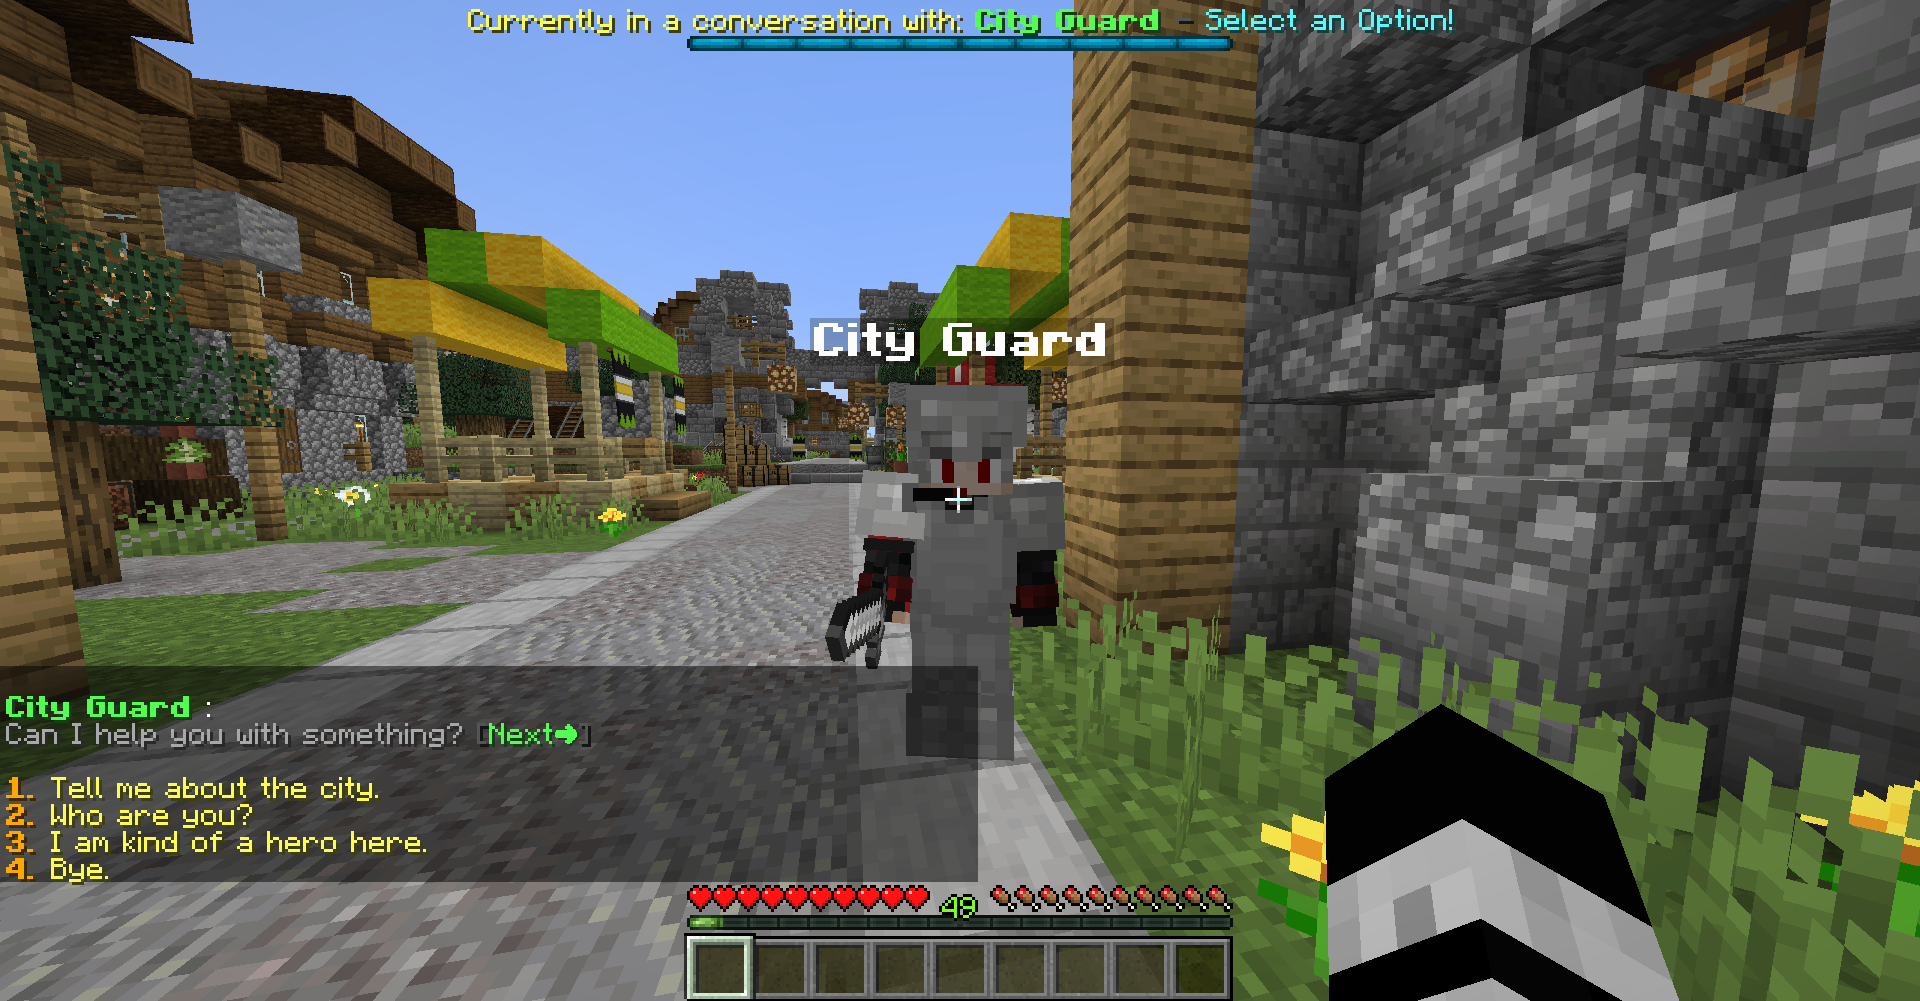 Currently in a conversation with: City Guard - Select an Option!
City Guard
City Guard :
Can I help you with something? [Next➔]
1. Tell me about the city.
2. Who are you?
3. I am kind of a hero here.
4. Bye.
48